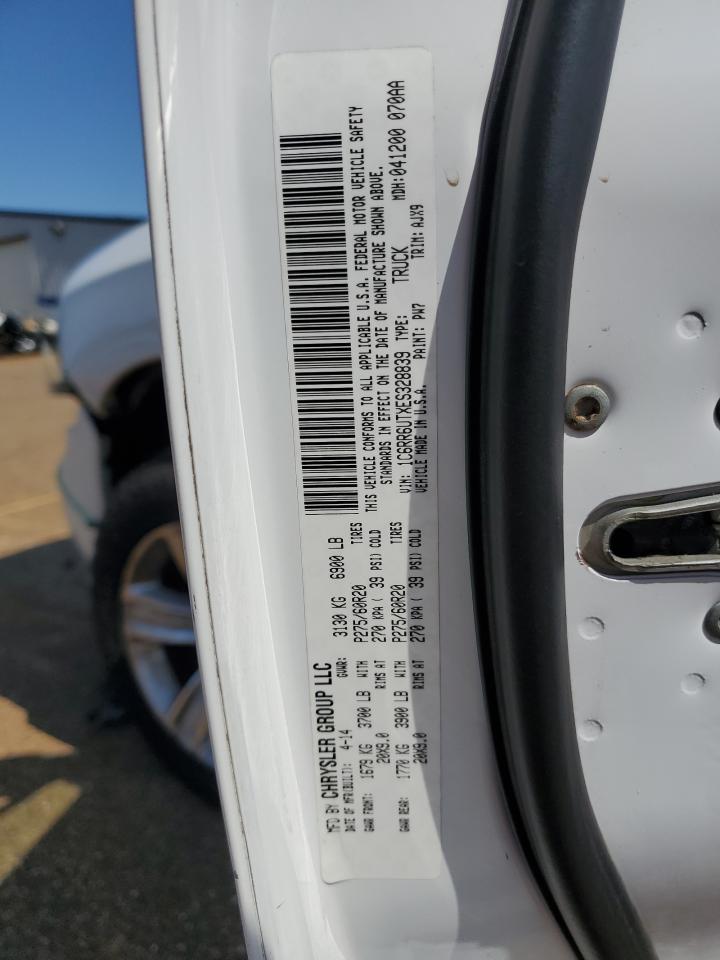 MFD BY CHRYSLER GROUP LLC
DATE OF MFR(BUILT): 4-14 GVWR: 3130 KG 6900 LB
GAWR FRONT: 1679 KG 3700 LB WITH P275/60R20 TIRES
20X9.0 RIMS AT 270 KPA ( 39 PSI) COLD
GAWR REAR: 1770 KG 3900 LB WITH P275/60R20 TIRES
20X9.0 RIMS AT 270 KPA ( 39 PSI) COLD
THIS VEHICLE CONFORMS TO ALL APPLICABLE U.S.A. FEDERAL MOTOR VEHICLE SAFETY
STANDARDS IN EFFECT ON THE DATE OF MANUFACTURE SHOWN ABOVE.
VIN: 1C6RR6UTXES328839 TYPE: TRUCK MDH:041200 070AA
VEHICLE MADE IN U.S.A. PAINT: PW7 TRIM: AJX9